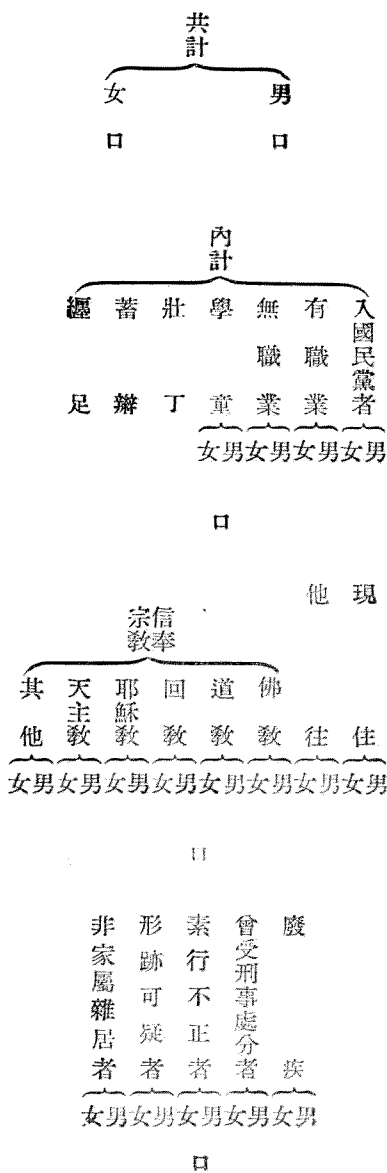 共計
男口
女口
內計
入國民黨者 男女
有職業 男女
無職業 男女
學童 男女
壯丁
蓄辮
纏足
口
現住 男女
他往 男女
信奉宗教
佛教 男女
道教 男女
回教 男女
耶穌教 男女
天主教 男女
其他 男女
口
廢疾 男女
曾受刑事處分者 男女
素行不正者 男女
形跡可疑者 男女
非家屬雜居者 男女
口